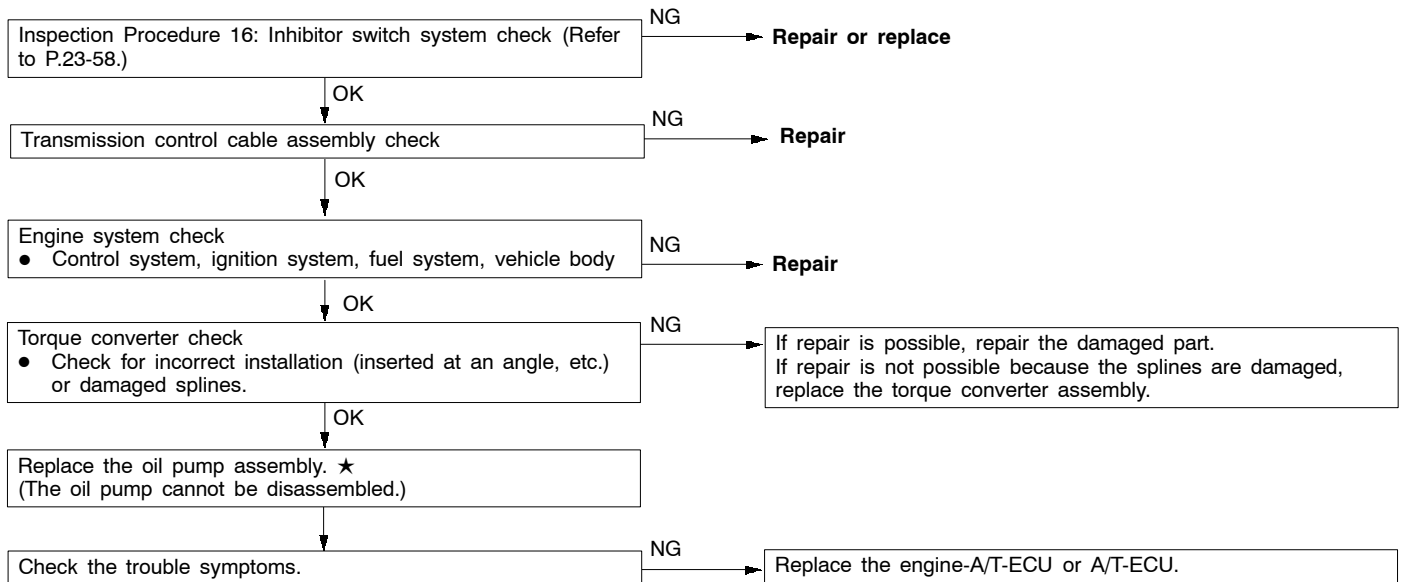 Inspection Procedure 16: Inhibitor switch system check (Refer
to P.23-58.)
NG
Repair or replace
OK
Transmission control cable assembly check
NG
Repair
OK
Engine system check
● Control system, ignition system, fuel system, vehicle body
NG
Repair
OK
Torque converter check
● Check for incorrect installation (inserted at an angle, etc.)
or damaged splines.
NG
If repair is possible, repair the damaged part.
If repair is not possible because the splines are damaged,
replace the torque converter assembly.
OK
Replace the oil pump assembly. ★
(The oil pump cannot be disassembled.)
Check the trouble symptoms.
NG
Replace the engine-A/T-ECU or A/T-ECU.